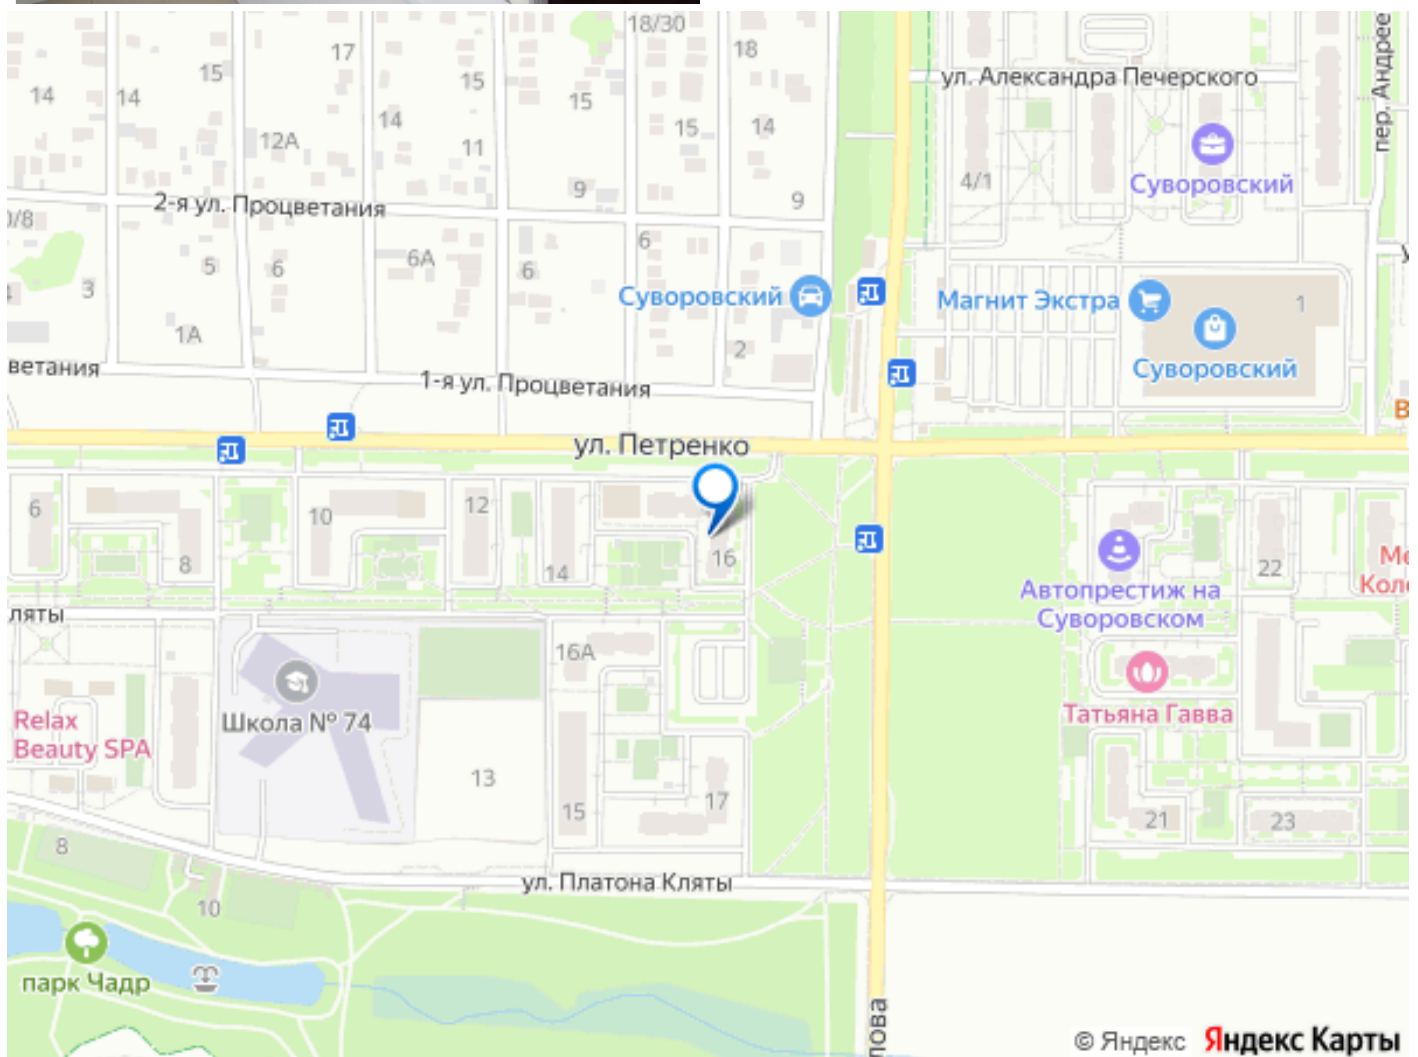 18/30
17
18
15
15
ул. Александра Печерского
14
14
15
14
15
14
12А
11
4/1
Суворовский
9
9
2-я ул. Процветания
0/8
6
5
6
6А
6
3
Суворовский
Магнит Экстра
1
1А
2
ветания
1-я ул. Процветания
Суворовский
В
ул. Петренко
6
10
12
8
14
16
22
Автопрестиж на
Суворовском
Ме
Коле
ляты
16А
Школа № 74
Relax
Beauty SPA
Татьяна Гавва
13
15
17
21
23
8
ул. Платона Кляты
10
парк Чадр
лова
пер. Андрее
© Яндекс Яндекс Карты